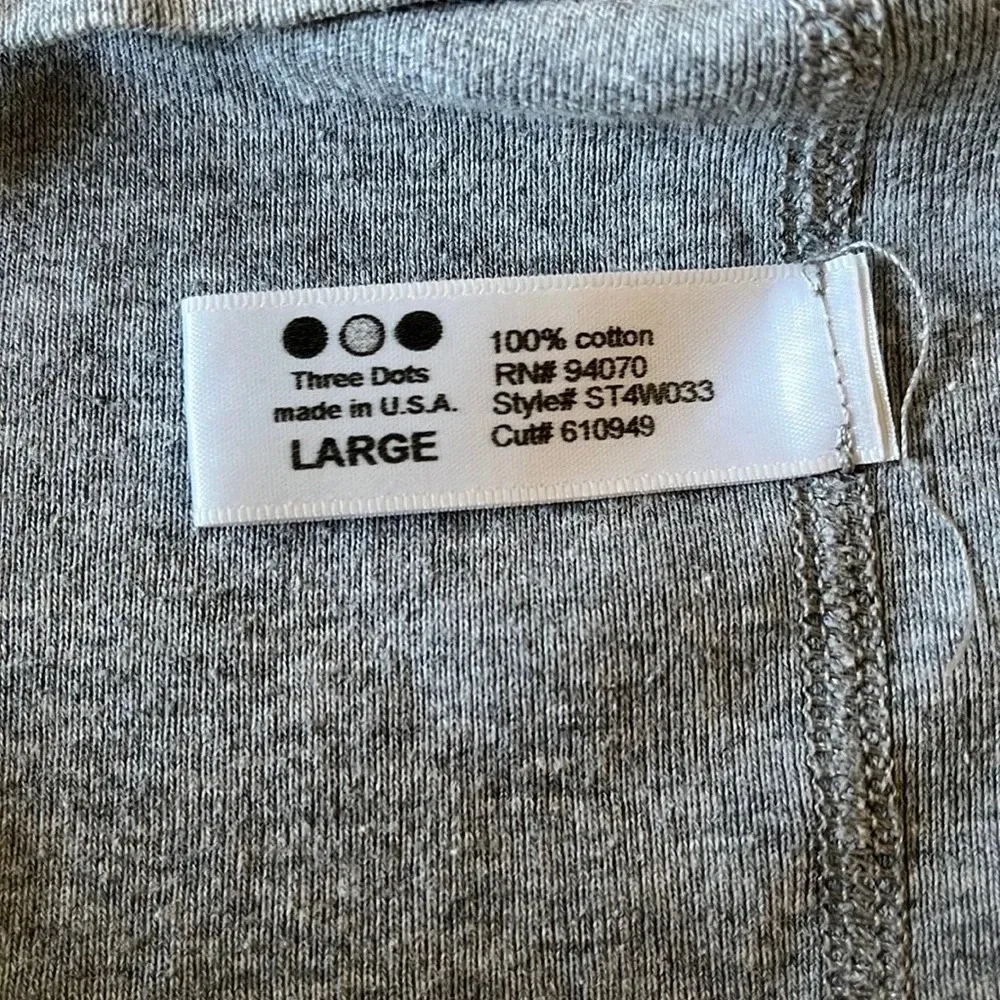 Three Dots
made in U.S.A.
LARGE
100% cotton
RN# 94070
Style# ST4W033
Cut# 610949